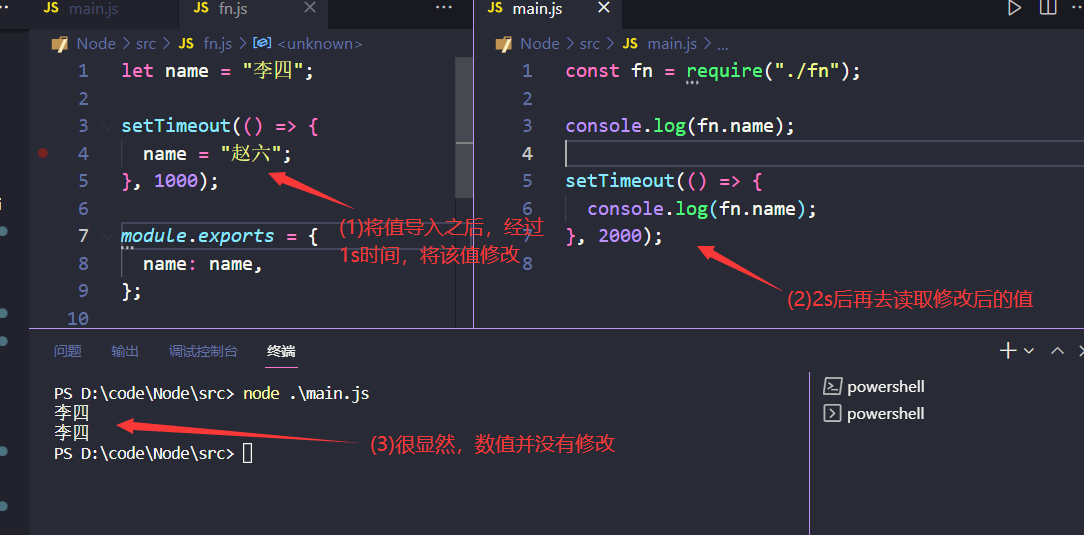 JS main.js
JS fn.js
Node > src > JS fn.js > <unknown>
1 let name = "李四";
2
3 setTimeout(() => {
4 name = "赵六";
5 }, 1000);
6
7 module.exports = {
8 name: name,
9 };
10
(1)将值导入之后，经过
1s时间，将该值修改
JS main.js
Node > src > JS main.js > ...
1 const fn = require("./fn");
2
3 console.log(fn.name);
4
5 setTimeout(() => {
6 console.log(fn.name);
7 }, 2000);
8
(2)2s后再去读取修改后的值
问题 输出 调试控制台 终端
PS D:\code\Node\src> node .\main.js
李四
李四
PS D:\code\Node\src>
(3)很显然，数值并没有修改
powershell
powershell